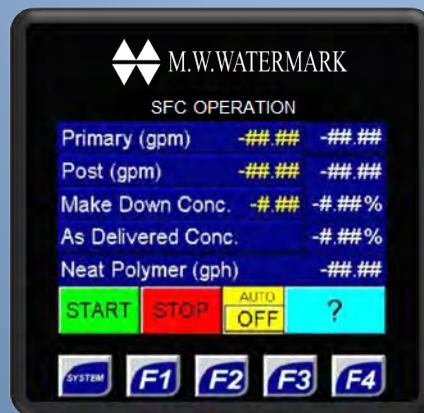 M.W.WATERMARK
SFC OPERATION
Primary (gpm) -##.## -##.##
Post (gpm) -##.## -##.##
Make Down Conc. -#.## -#.##%
As Delivered Conc. -#.##%
Neat Polymer (gph) -##.##
START STOP AUTO OFF ?
SYSTEM F1 F2 F3 F4